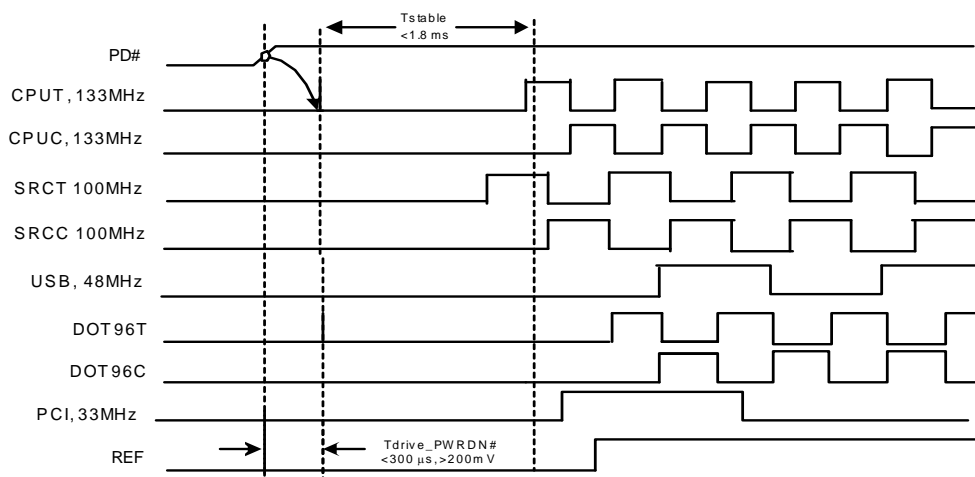 Tstable
<1.8 ms
PD#
CPUT, 133MHz
CPUC, 133MHz
SRCT 100MHz
SRCC 100MHz
USB, 48MHz
DOT96T
DOT96C
PCI, 33MHz
Tdrive_PWRDN#
<300 μs, >200mV
REF